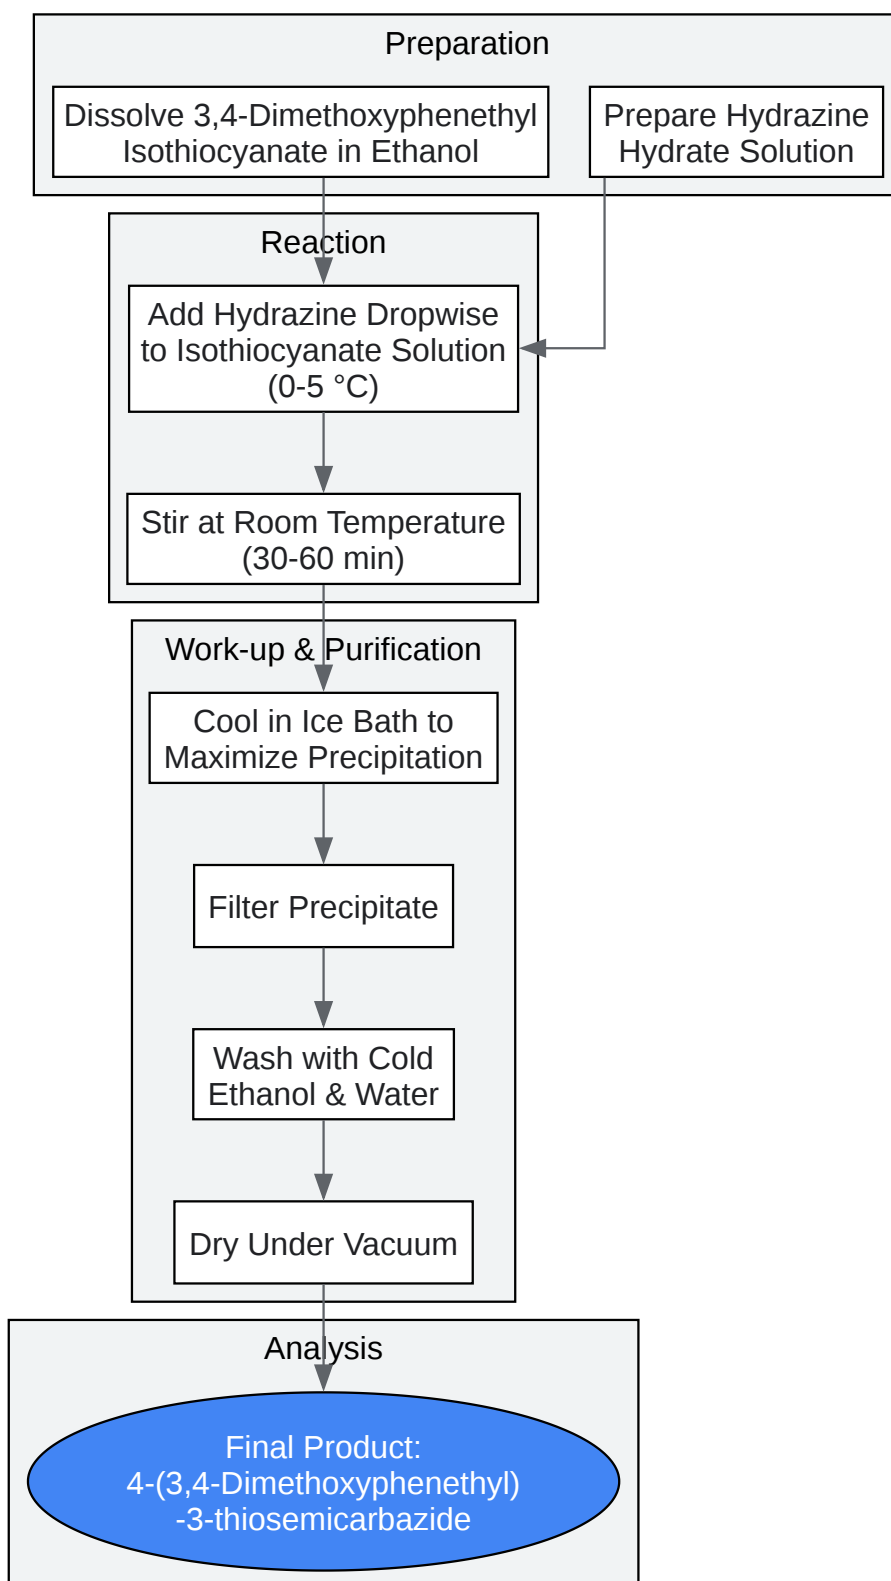 Preparation
Dissolve 3,4-Dimethoxyphenethyl
Isothiocyanate in Ethanol
Prepare Hydrazine
Hydrate Solution
Reaction
Add Hydrazine Dropwise
to Isothiocyanate Solution
(0-5 °C)
Stir at Room Temperature
(30-60 min)
Work-up & Purification
Cool in Ice Bath to
Maximize Precipitation
Filter Precipitate
Wash with Cold
Ethanol & Water
Dry Under Vacuum
Analysis
Final Product:
4-(3,4-Dimethoxyphenethyl)
-3-thiosemicarbazide